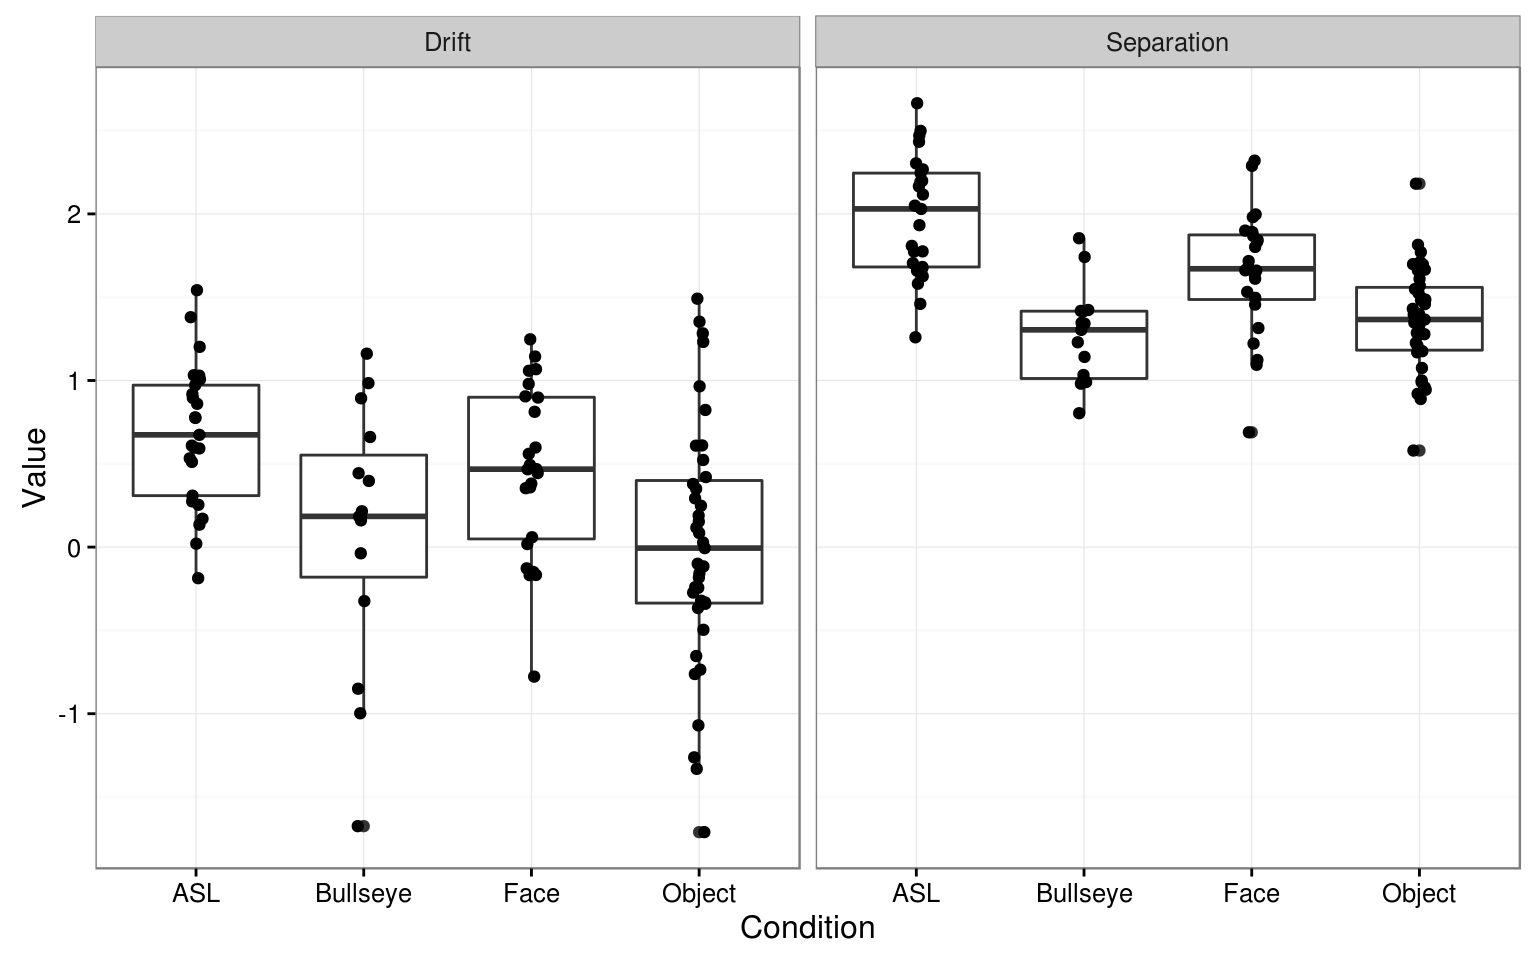 Drift
Separation
Value
2
1
0
-1
ASL Bullseye Face Object
ASL Bullseye Face Object
Condition